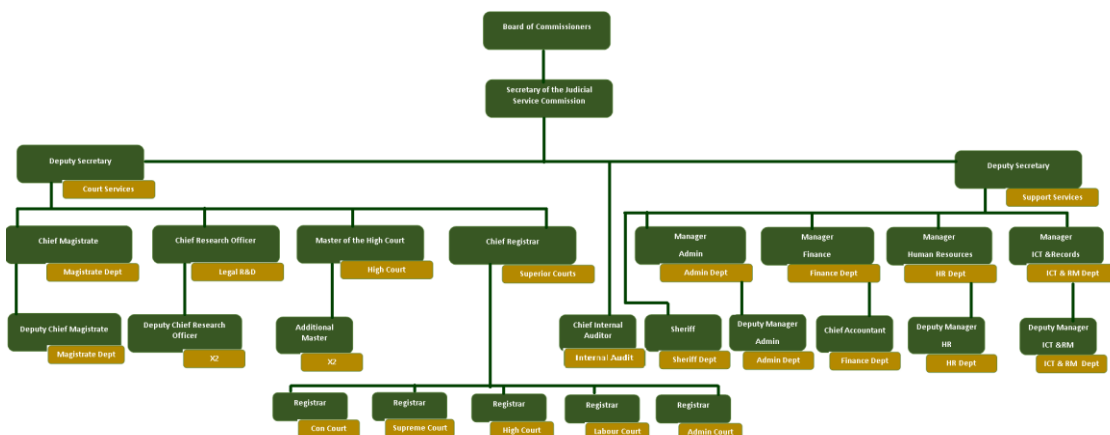 Board of Commissioners
Secretary of the Judicial
Service Commission
Deputy Secretary
Court Services
Deputy Secretary
Support Services
Chief Magistrate
Magistrate Dept
Chief Research Officer
Legal R&D
Master of the High Court
High Court
Chief Registrar
Superior Courts
Manager
Admin
Admin Dept
Manager
Finance
Finance Dept
Manager
Human Resources
HR Dept
Manager
ICT &Records
ICT & RM Dept
Deputy Chief Magistrate
Magistrate Dept
Deputy Chief Research
Officer
X2
Additional
Master
X2
Chief Internal
Auditor
Internal Audit
Sheriff
Sheriff Dept
Deputy Manager
Admin
Admin Dept
Chief Accountant
Finance Dept
Deputy Manager
HR
HR Dept
Deputy Manager
ICT &RM
ICT & RM Dept
Registrar
Con Court
Registrar
Supreme Court
Registrar
High Court
Registrar
Labour Court
Registrar
Admin Court